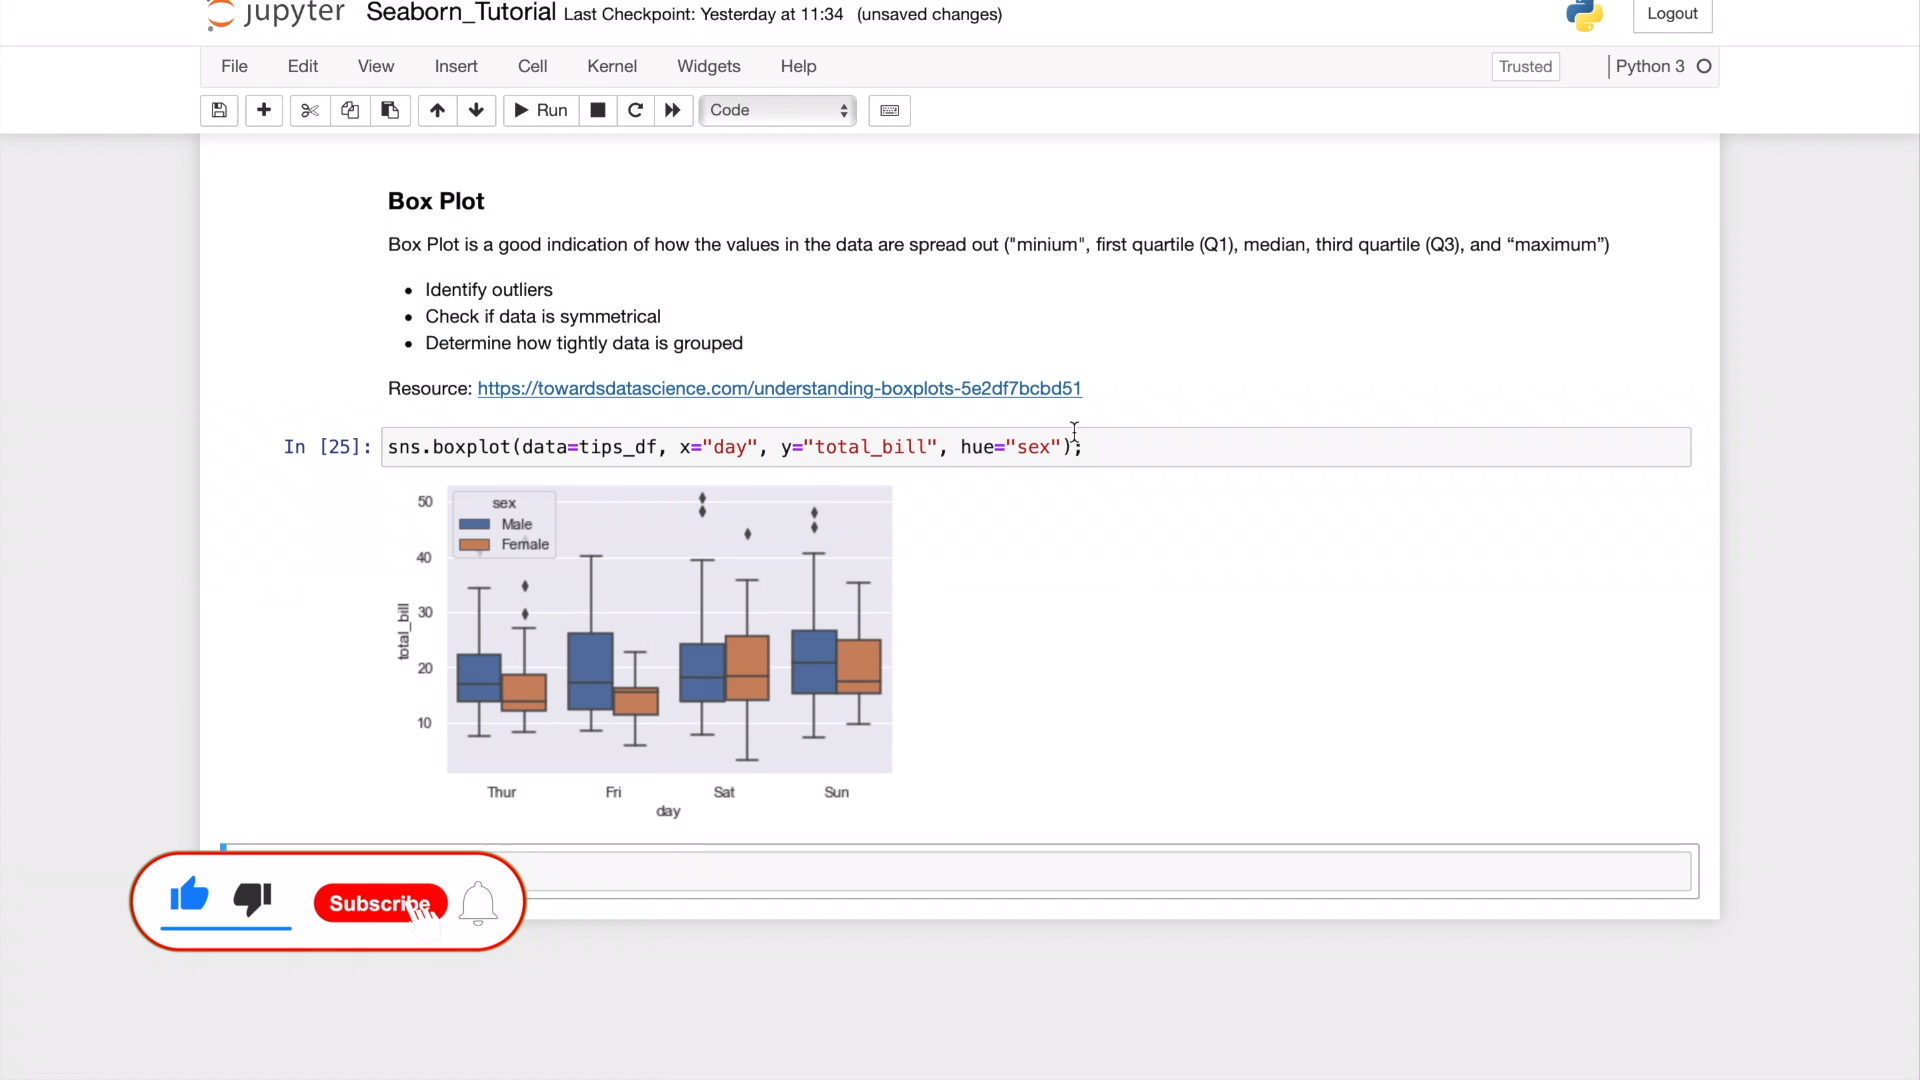 jupyter Seaborn_Tutorial Last Checkpoint: Yesterday at 11:34 (unsaved changes) Logout
File Edit View Insert Cell Kernel Widgets Help Trusted Python 3
Run Code
Box Plot
Box Plot is a good indication of how the values in the data are spread out ("minium", first quartile (Q1), median, third quartile (Q3), and “maximum”)
• Identify outliers
• Check if data is symmetrical
• Determine how tightly data is grouped
Resource: https://towardsdatascience.com/understanding-boxplots-5e2df7bcbd51
In [25]: sns.boxplot(data=tips_df, x="day", y="total_bill", hue="sex");
sex
Male
Female
50
40
30
20
10
total_bill
Thur Fri Sat Sun
day
Subscribe